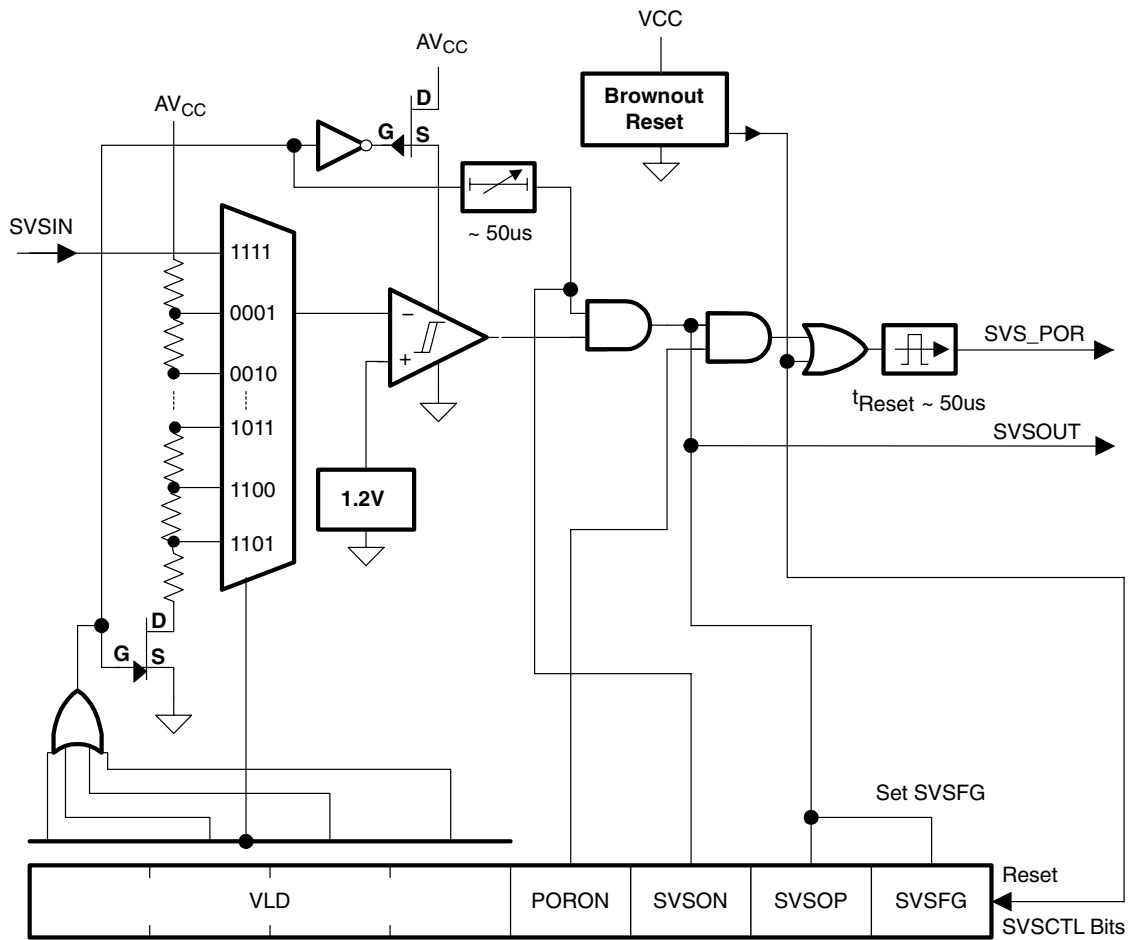 VCC
AVCC
Brownout
Reset
D
G
S
AVCC
~ 50us
SVSIN
1111
0001
0010
1011
1100
1101
−
+
1.2V
SVS_POR
tReset ~ 50us
SVSOUT
D
G
S
Set SVSFG
VLD
PORON
SVSON
SVSOP
SVSFG
Reset
SVSCTL Bits